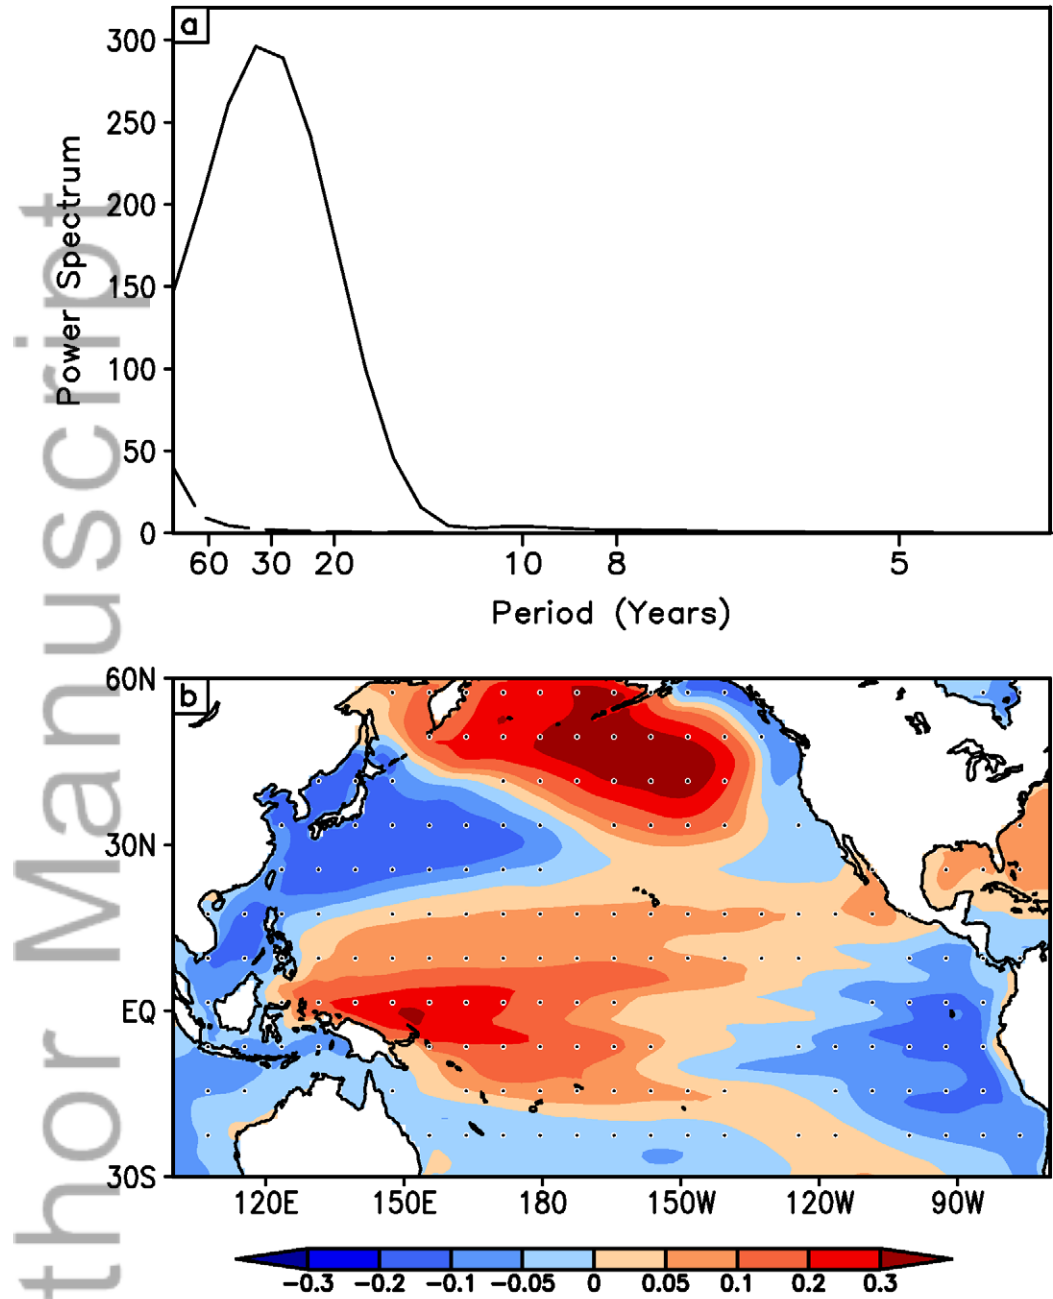 a
300
250
200
150
100
50
0
Power Spectrum
60 30 20 10 8 5
Period (Years)
b
60N
30N
EQ
30S
120E 150E 180 150W 120W 90W
−0.3 −0.2 −0.1 −0.05 0 0.05 0.1 0.2 0.3
thor Manuscript